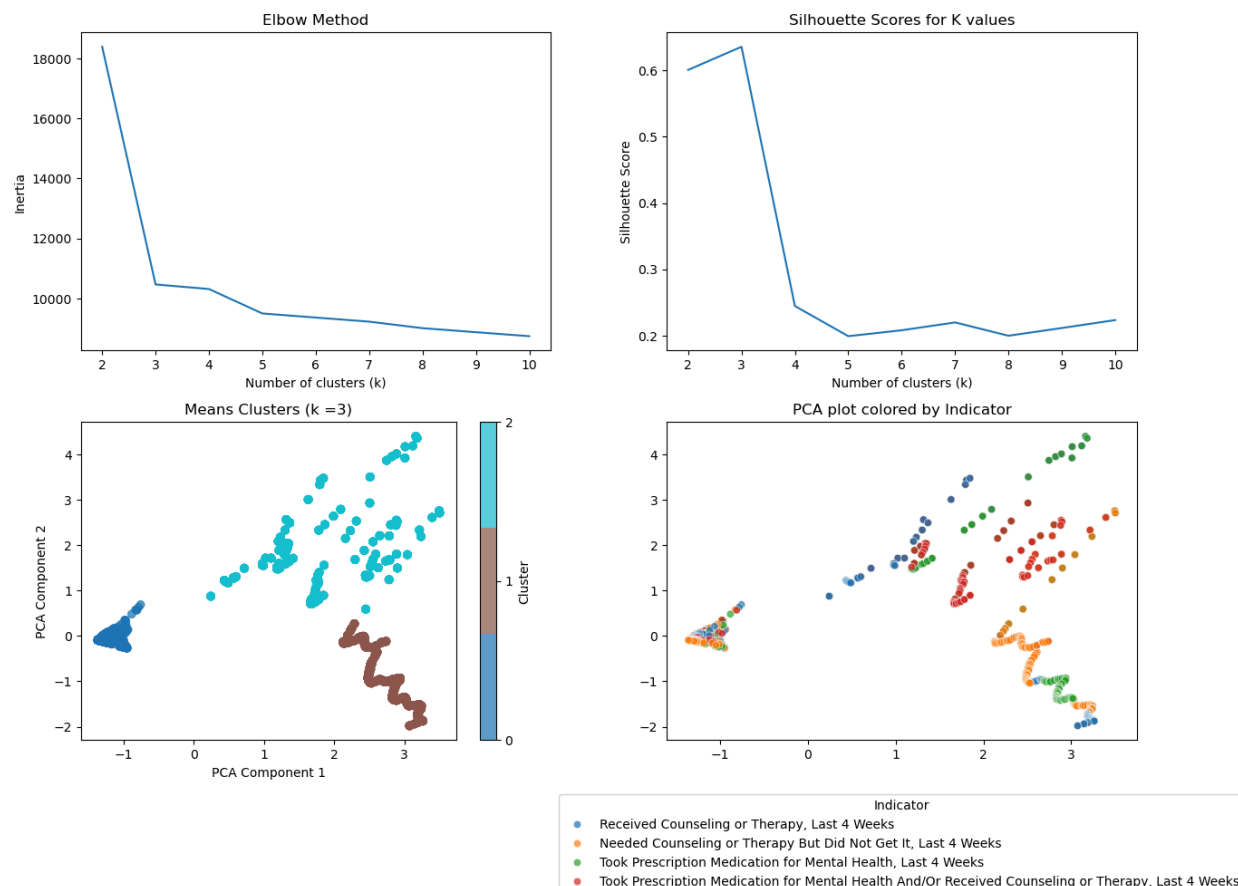 Elbow Method
18000
16000
14000
12000
10000
Inertia
2 3 4 5 6 7 8 9 10
Number of clusters (k)
Silhouette Scores for K values
0.6
0.5
0.4
0.3
0.2
Silhouette Score
2 3 4 5 6 7 8 9 10
Number of clusters (k)
Means Clusters (k =3)
4
3
2
1
0
−1
−2
PCA Component 2
−1 0 1 2 3
PCA Component 1
2
1
0
Cluster
PCA plot colored by Indicator
4
3
2
1
0
−1
−2
−1 0 1 2 3
Indicator
Received Counseling or Therapy, Last 4 Weeks
Needed Counseling or Therapy But Did Not Get It, Last 4 Weeks
Took Prescription Medication for Mental Health, Last 4 Weeks
Took Prescription Medication for Mental Health And/Or Received Counseling or Therapy, Last 4 Weeks